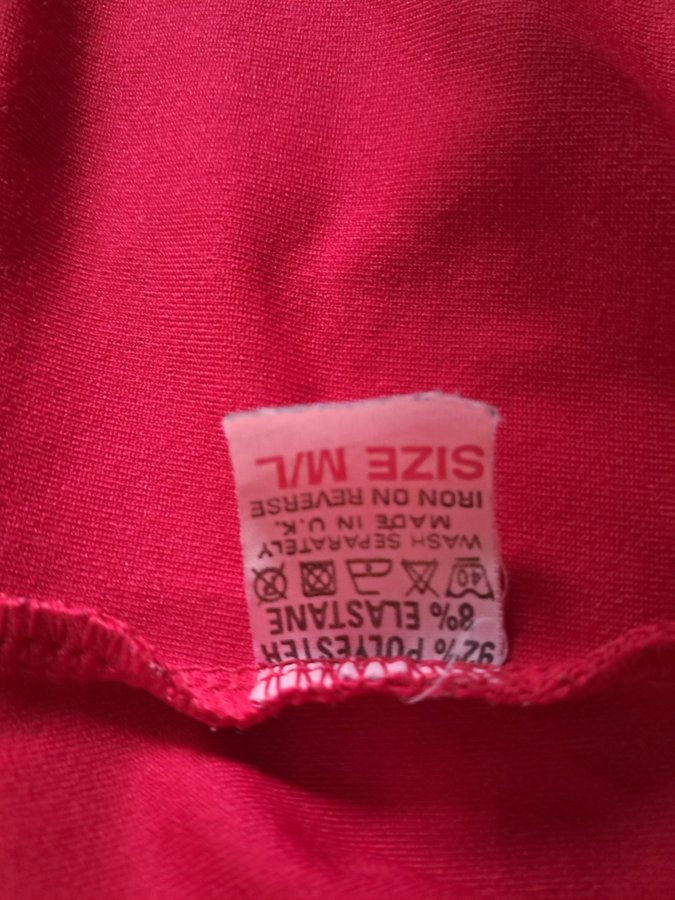 92% POLYESTER
8% ELASTANE
40
WASH SEPARATELY
MADE IN U.K.
IRON ON REVERSE
SIZE M/L